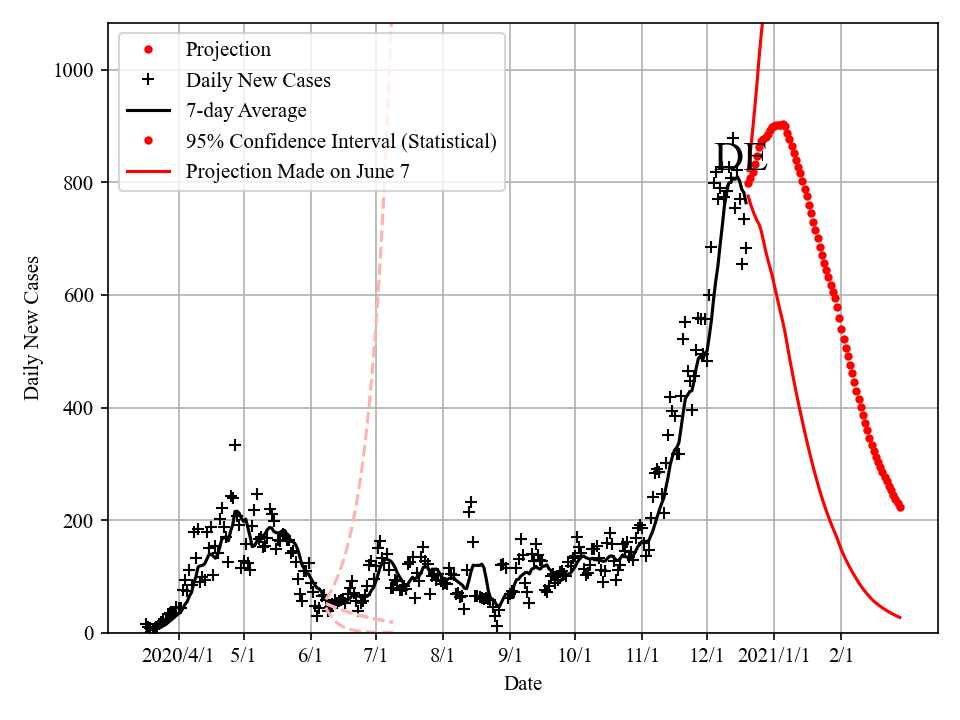 Projection
Daily New Cases
7-day Average
95% Confidence Interval (Statistical)
Projection Made on June 7
DE
1000
800
600
400
200
0
Daily New Cases
2020/4/1 5/1 6/1 7/1 8/1 9/1 10/1 11/1 12/1 2021/1/1 2/1
Date